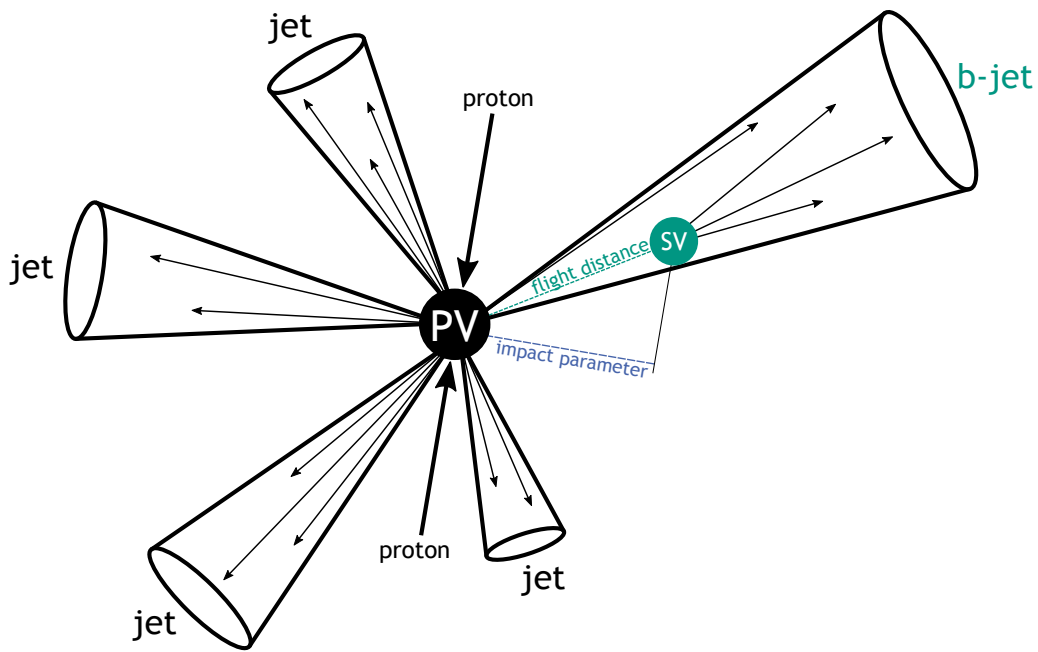 jet
proton
b-jet
jet
SV
flight distance
PV
impact parameter
proton
jet
jet